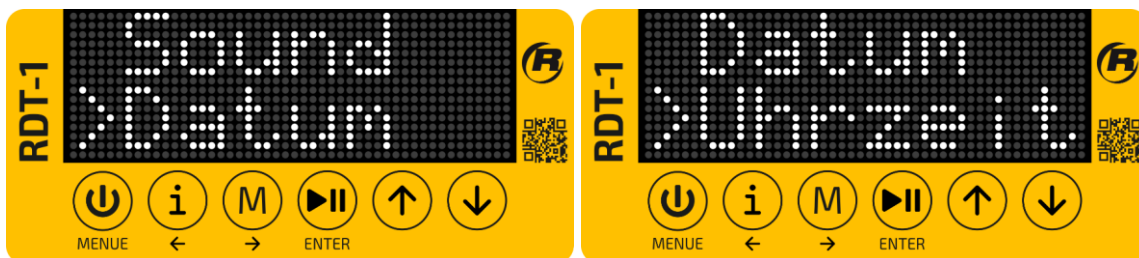 RDT-1
Sound
>Datum
R
i
M
MENUE
←
→
ENTER
RDT-1
Datum
>Uhrzeit
R
i
M
MENUE
←
→
ENTER